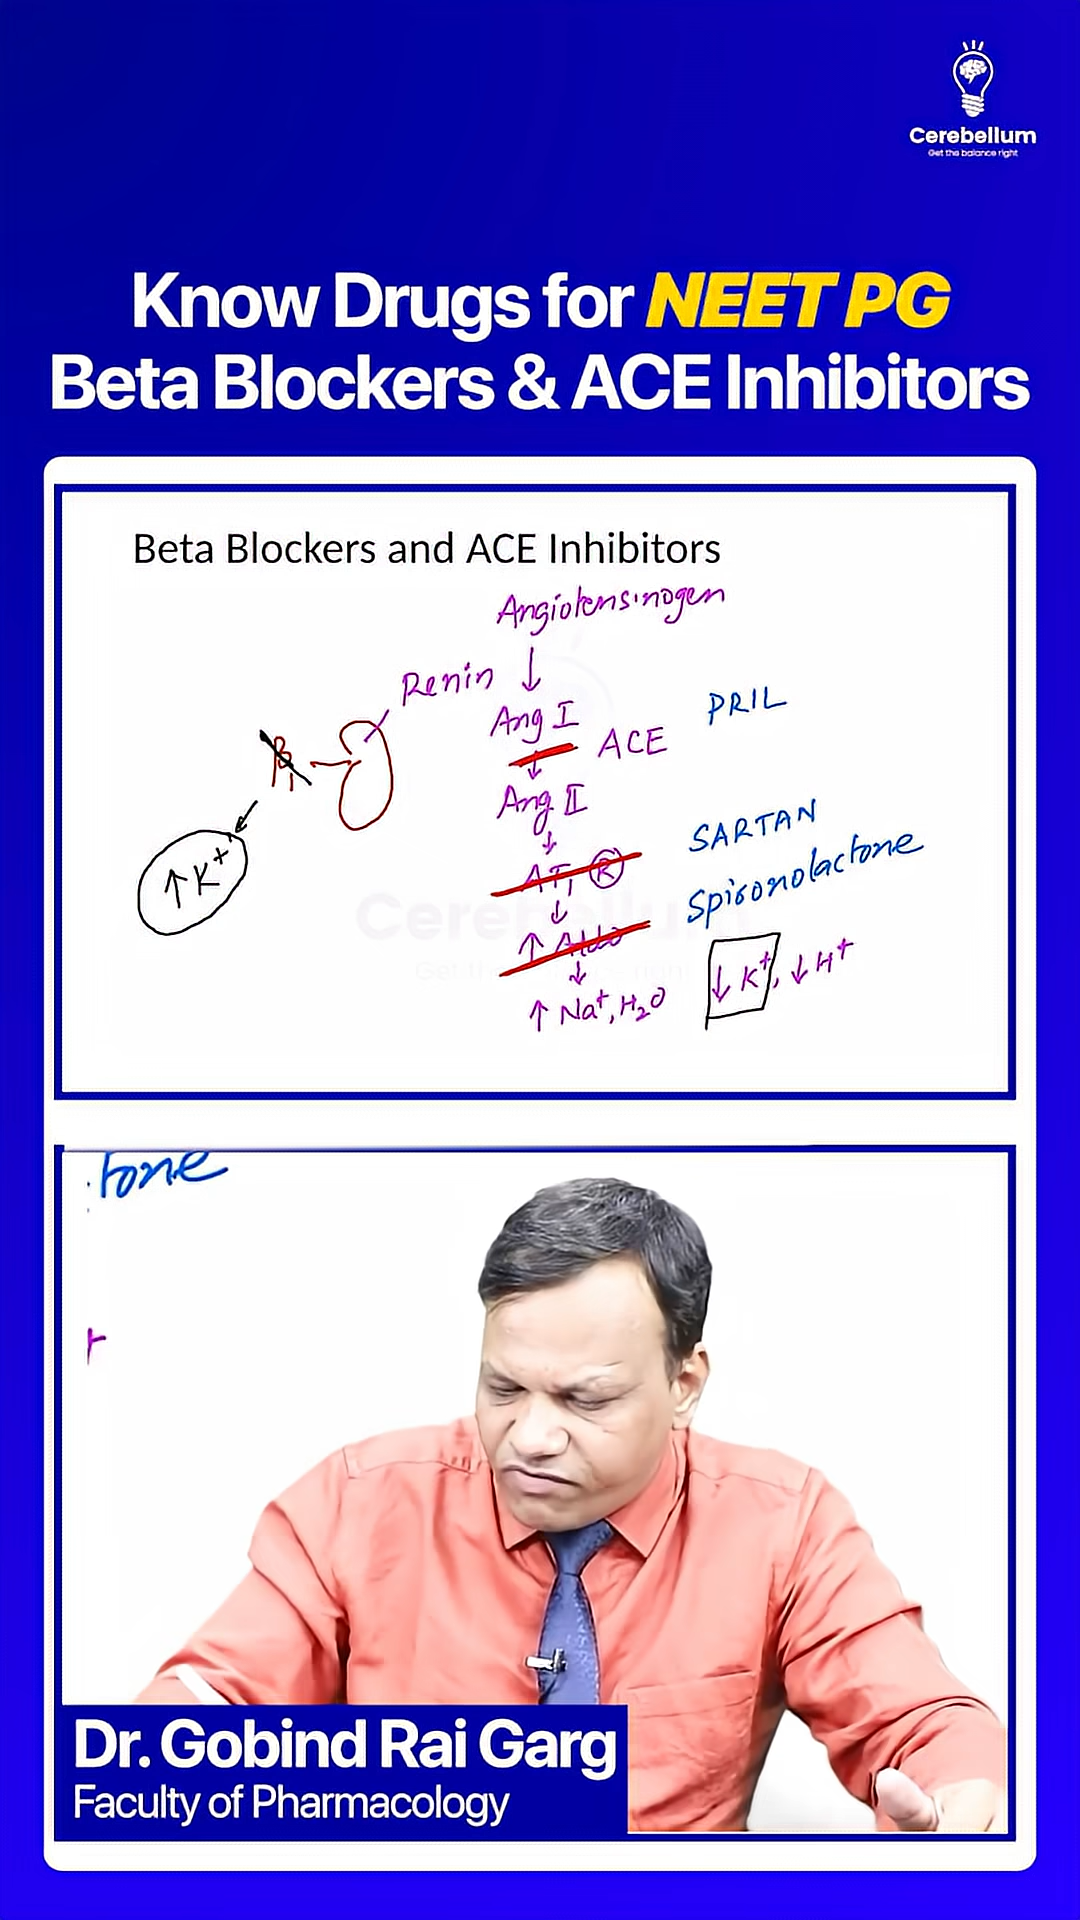 Cerebellum
Get the balance right
Know Drugs for NEET PG
Beta Blockers & ACE Inhibitors
Beta Blockers and ACE Inhibitors
Angiotensinogen
Renin ↓
Ang I
PRIL
↓ ACE
Ang II
↓
AT₁ R
SARTAN
↓
Spironolactone
↑ Aldo
↓
↑ Na⁺, H₂O ↓ K⁺, ↓ H⁺
β₁
↑ K⁺
Cerebellum
tone
Dr. Gobind Rai Garg
Faculty of Pharmacology